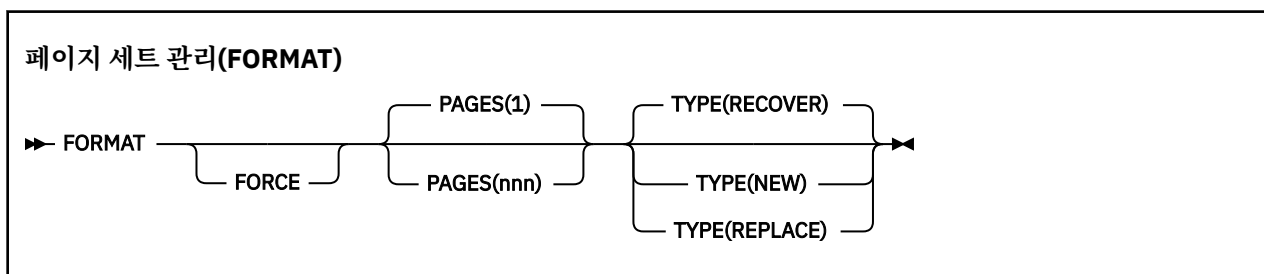 페이지 세트 관리(FORMAT)
PAGES(1) TYPE(RECOVER)
FORMAT
FORCE PAGES(nnn) TYPE(NEW)
TYPE(REPLACE)